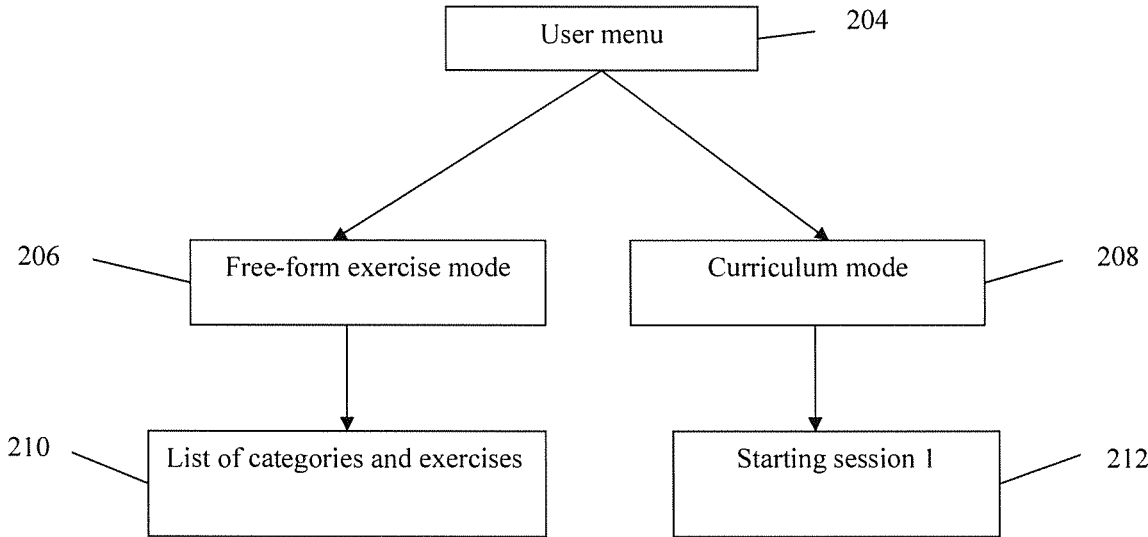 User menu
204
206
Free-form exercise mode
Curriculum mode
208
210
List of categories and exercises
Starting session 1
212